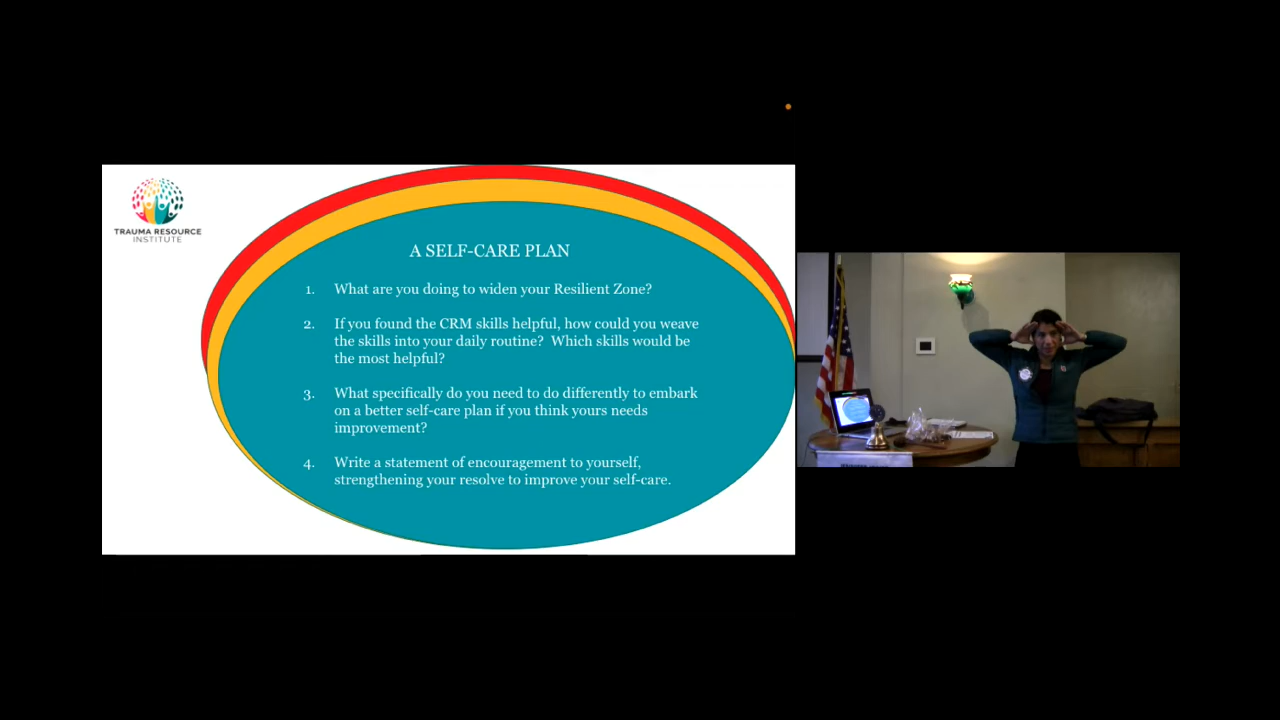 TRAUMA RESOURCE
INSTITUTE
A SELF-CARE PLAN
1. What are you doing to widen your Resilient Zone?
2. If you found the CRM skills helpful, how could you weave
the skills into your daily routine?  Which skills would be
the most helpful?
3. What specifically do you need to do differently to embark
on a better self-care plan if you think yours needs
improvement?
4. Write a statement of encouragement to yourself,
strengthening your resolve to improve your self-care.